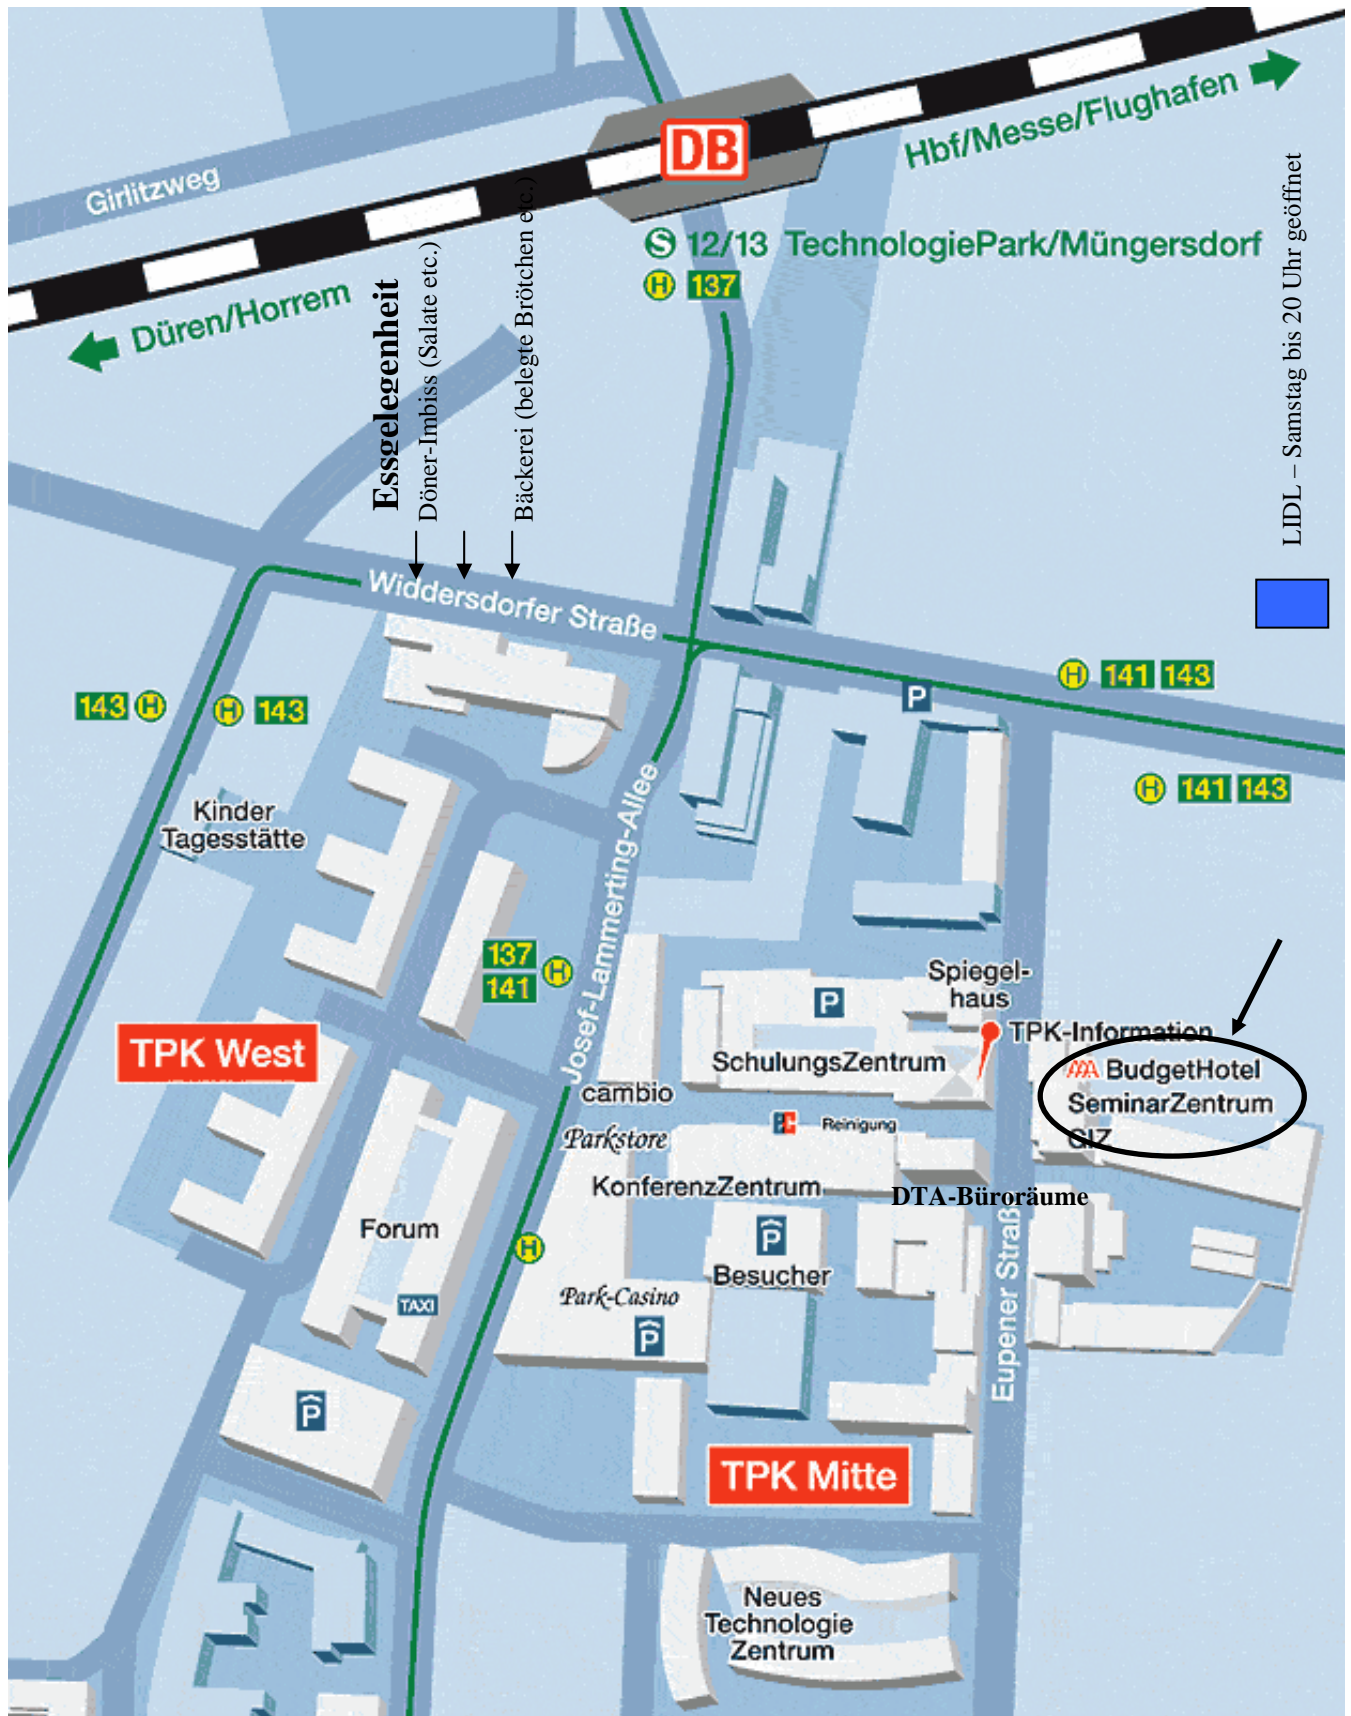 DB
Hbf/Messe/Flughafen
Girlitzweg
S 12/13 TechnologiePark/Müngersdorf
H 137
Düren/Horrem
Essgelegenheit
Döner-Imbiss (Salate etc.)
Bäckerei (belegte Brötchen etc.)
LIDL – Samstag bis 20 Uhr geöffnet
Widdersdorfer Straße
H 141 143
P
143 H
H 143
H 141 143
Kinder
Tagesstätte
Josef-Lammerting-Allee
137
141
H
Spiegel-
haus
P
TPK-Information
TPK West
SchulungsZentrum
BudgetHotel
SeminarZentrum
GIZ
cambio
Parkstore
EC
Reinigung
KonferenzZentrum
DTA-Büroräume
Forum
H
P
Besucher
Eupener Straße
TAXI
Park-Casino
P
P
TPK Mitte
Neues
Technologie
Zentrum